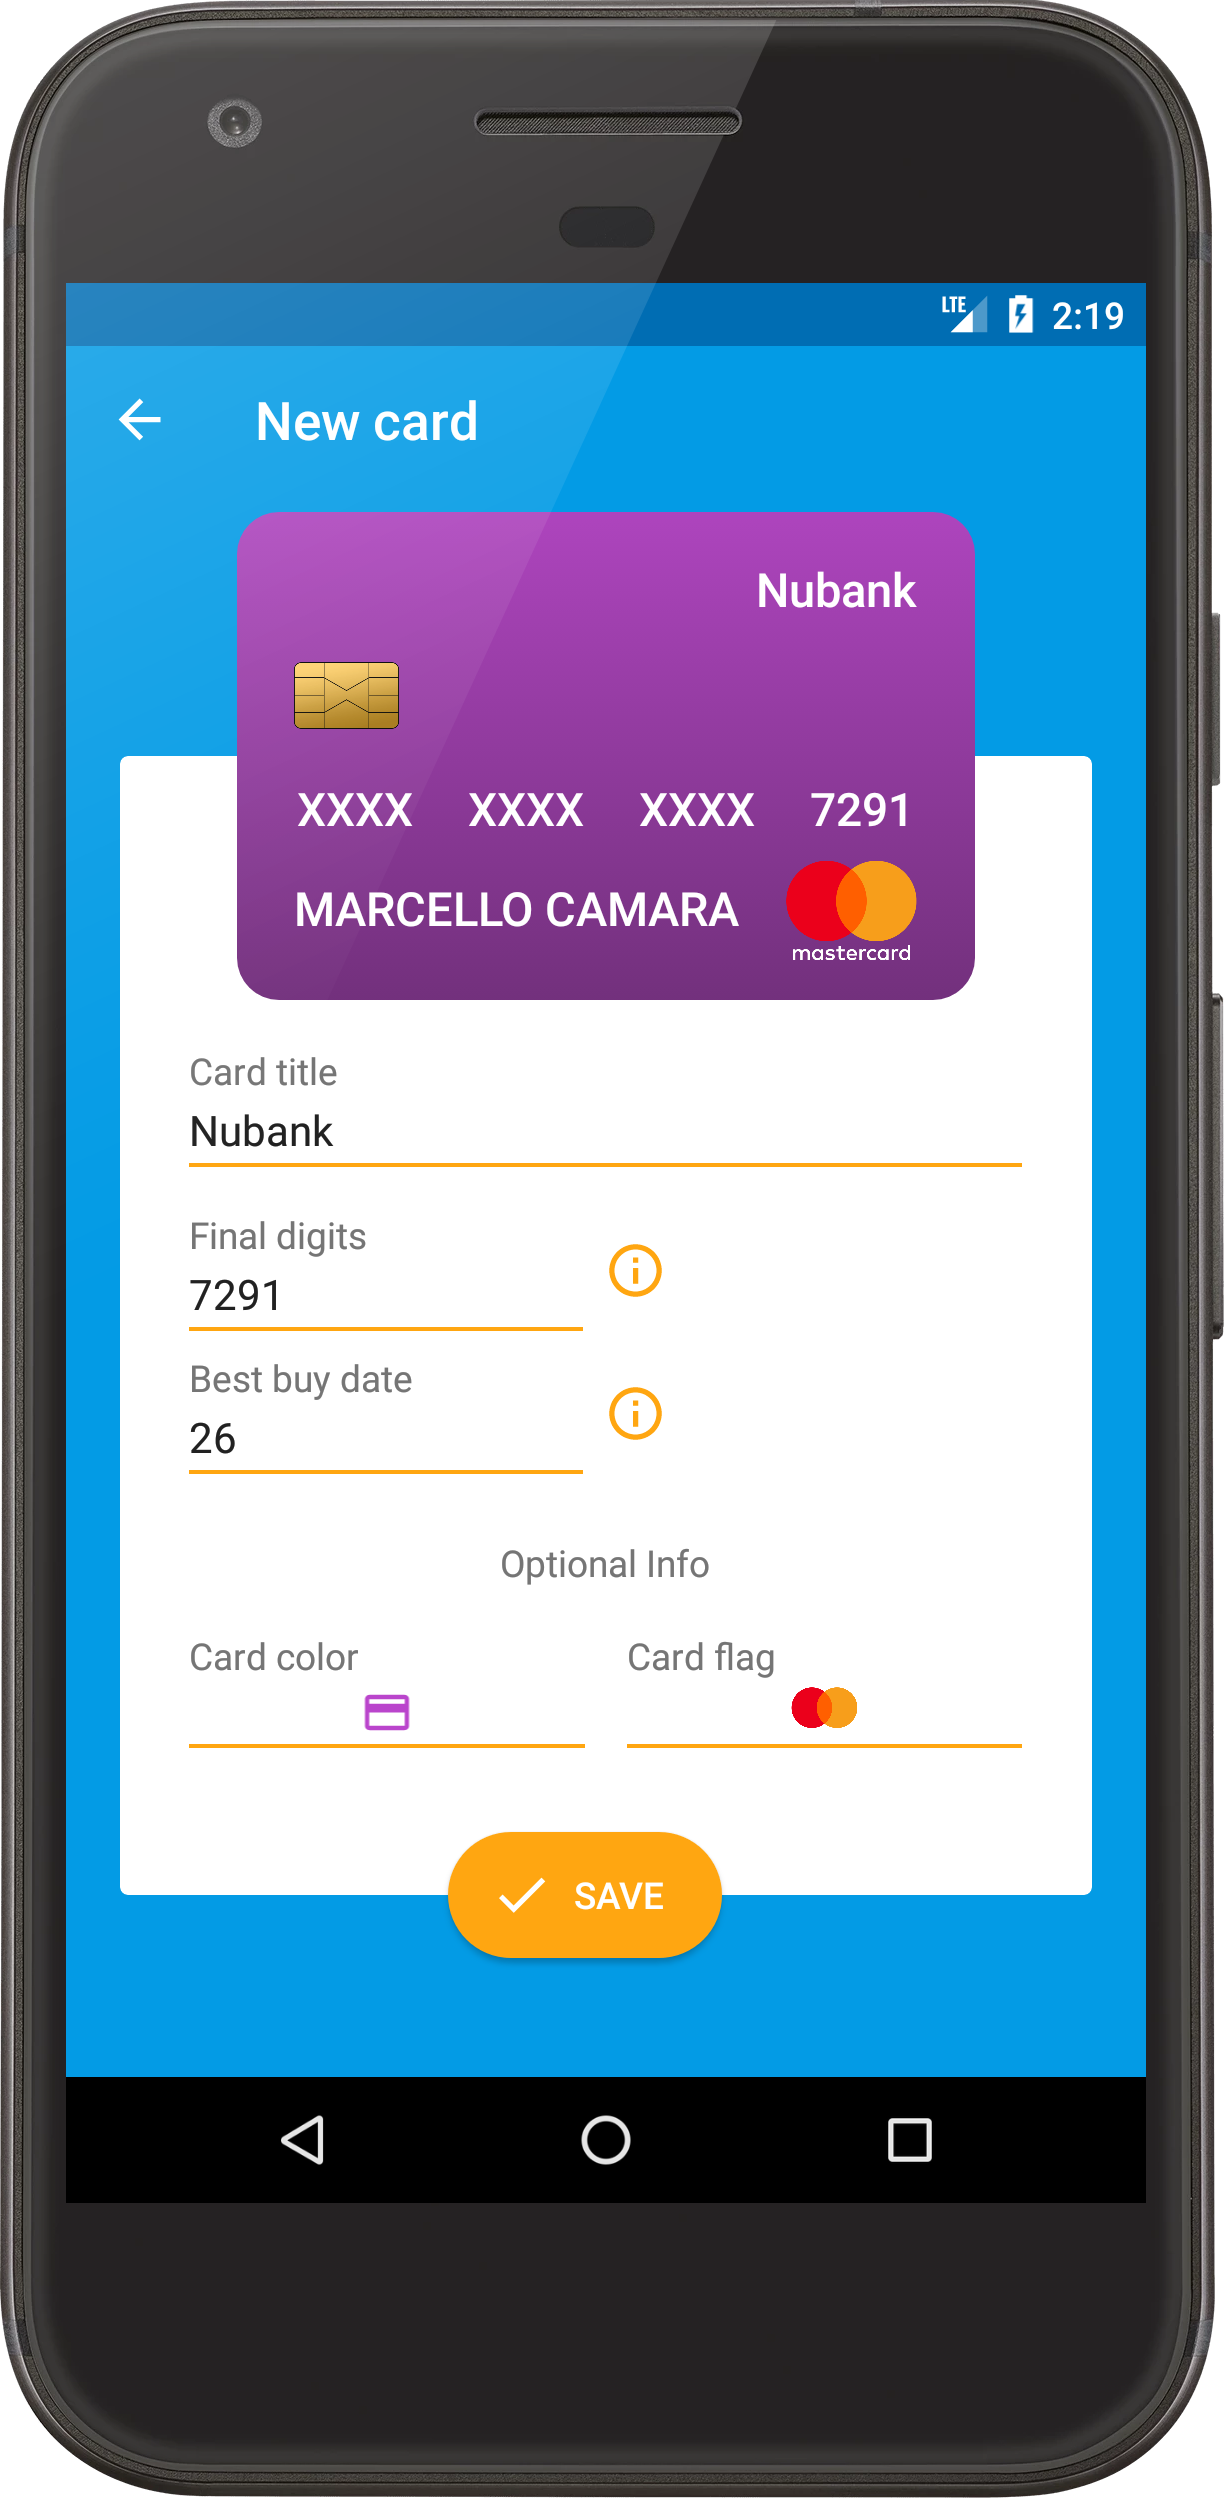 LTE 2:19
New card
Nubank
XXXX XXXX XXXX 7291
MARCELLO CAMARA
mastercard
Card title
Nubank
Final digits
7291
Best buy date
26
Optional Info
Card color Card flag
SAVE